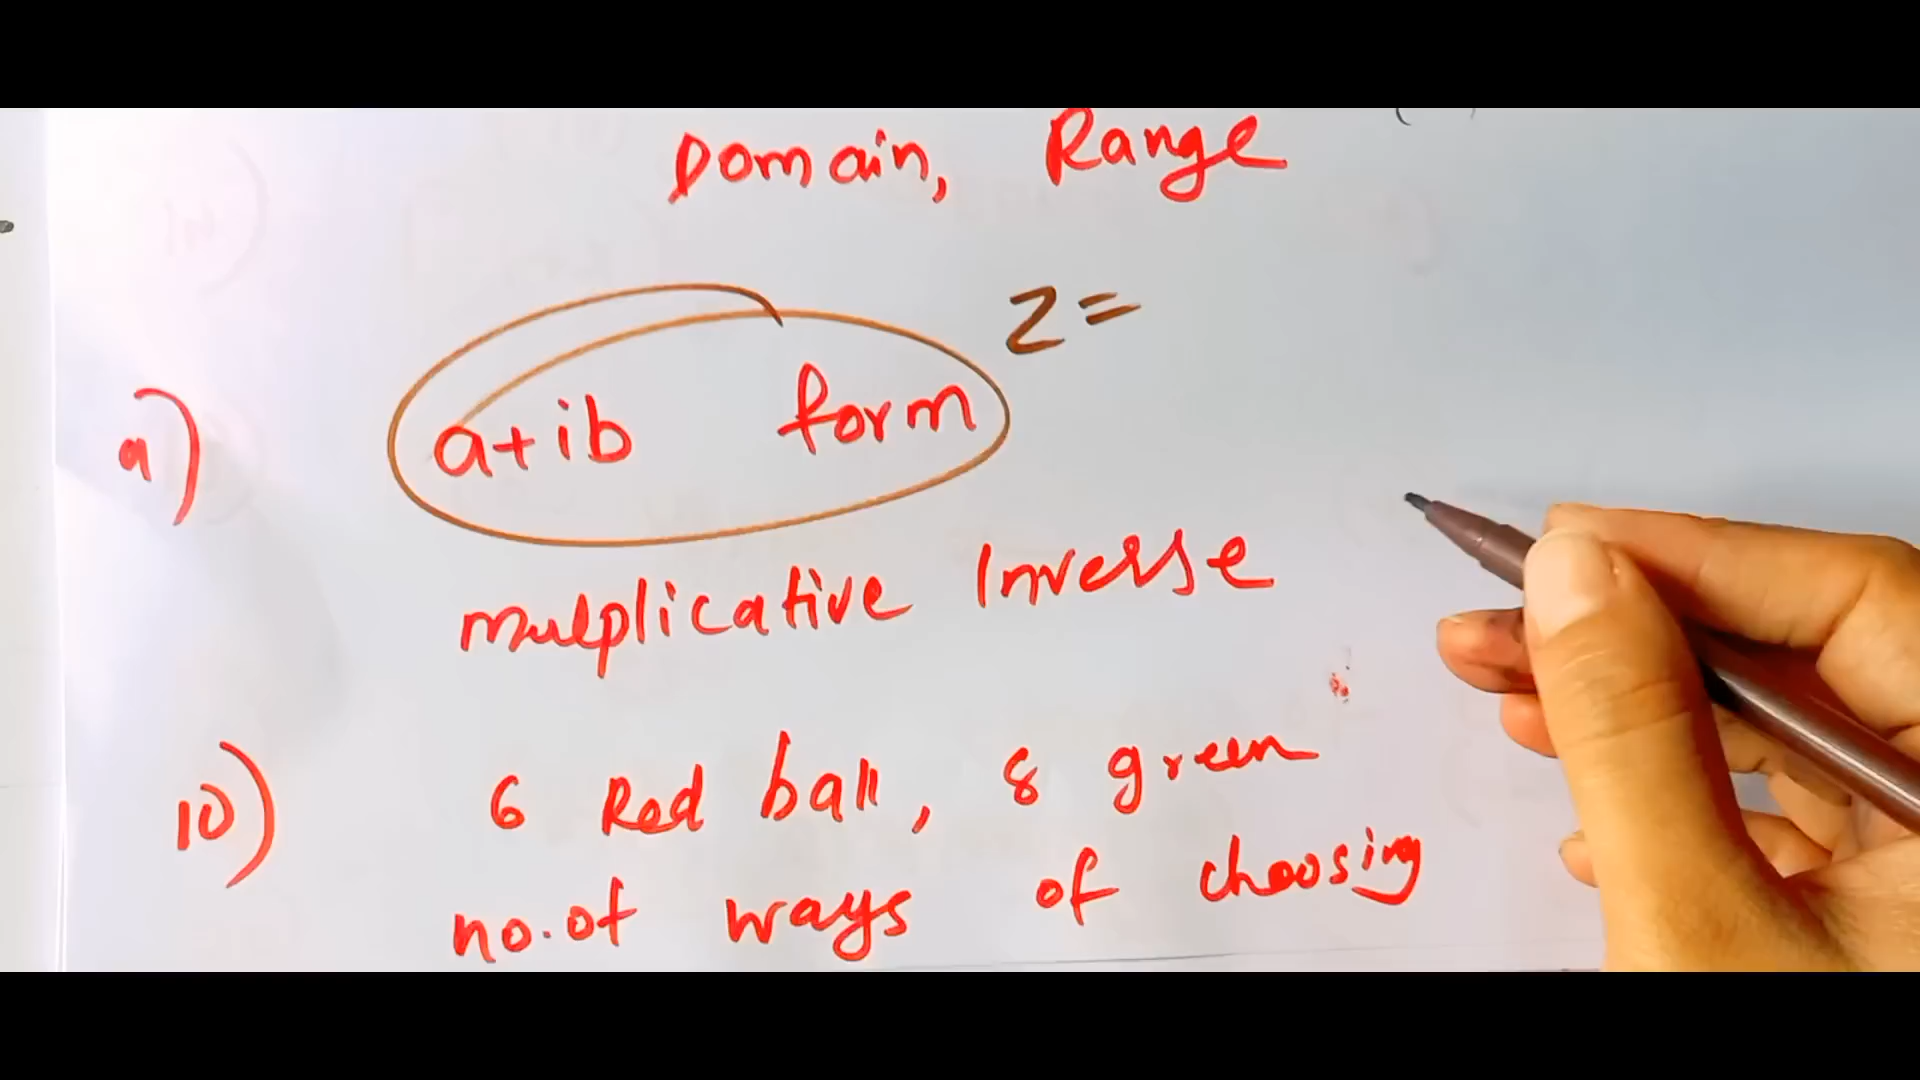 Domain, Range
z =
9) a+ib form
mulplicative Inverse
10) 6 Red ball, 8 green
no.of ways of choosing